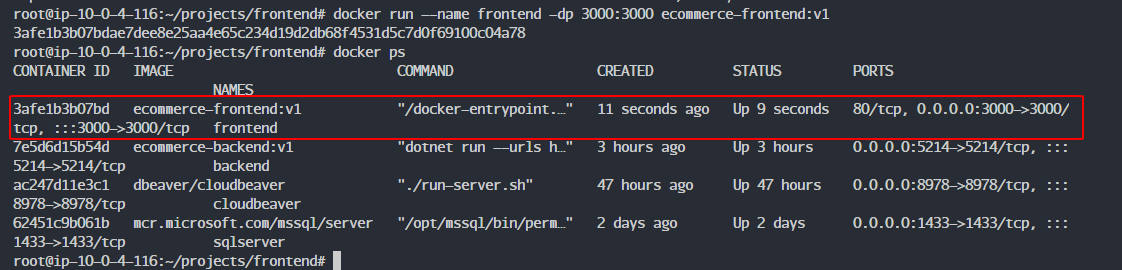 root@ip-10-0-4-116:~/projects/frontend# docker run --name frontend -dp 3000:3000 ecommerce-frontend:v1
3afe1b3b07bdae7dee8e25aa4e65c234d19d2db68f4531d5c7d0f69100c04a78
root@ip-10-0-4-116:~/projects/frontend# docker ps
CONTAINER ID   IMAGE                            COMMAND                  CREATED          STATUS         PORTS
                           NAMES
3afe1b3b07bd   ecommerce-frontend:v1            "/docker-entrypoint.…"   11 seconds ago   Up 9 seconds   80/tcp, 0.0.0.0:3000->3000/
tcp, :::3000->3000/tcp   frontend
7e5d6d15b54d   ecommerce-backend:v1             "dotnet run --urls h…"   3 hours ago      Up 3 hours     0.0.0.0:5214->5214/tcp, :::
5214->5214/tcp           backend
ac247d11e3c1   dbeaver/cloudbeaver              "./run-server.sh"        47 hours ago     Up 47 hours    0.0.0.0:8978->8978/tcp, :::
8978->8978/tcp           cloudbeaver
62451c9b061b   mcr.microsoft.com/mssql/server   "/opt/mssql/bin/perm…"   2 days ago       Up 2 days      0.0.0.0:1433->1433/tcp, :::
1433->1433/tcp           sqlserver
root@ip-10-0-4-116:~/projects/frontend#